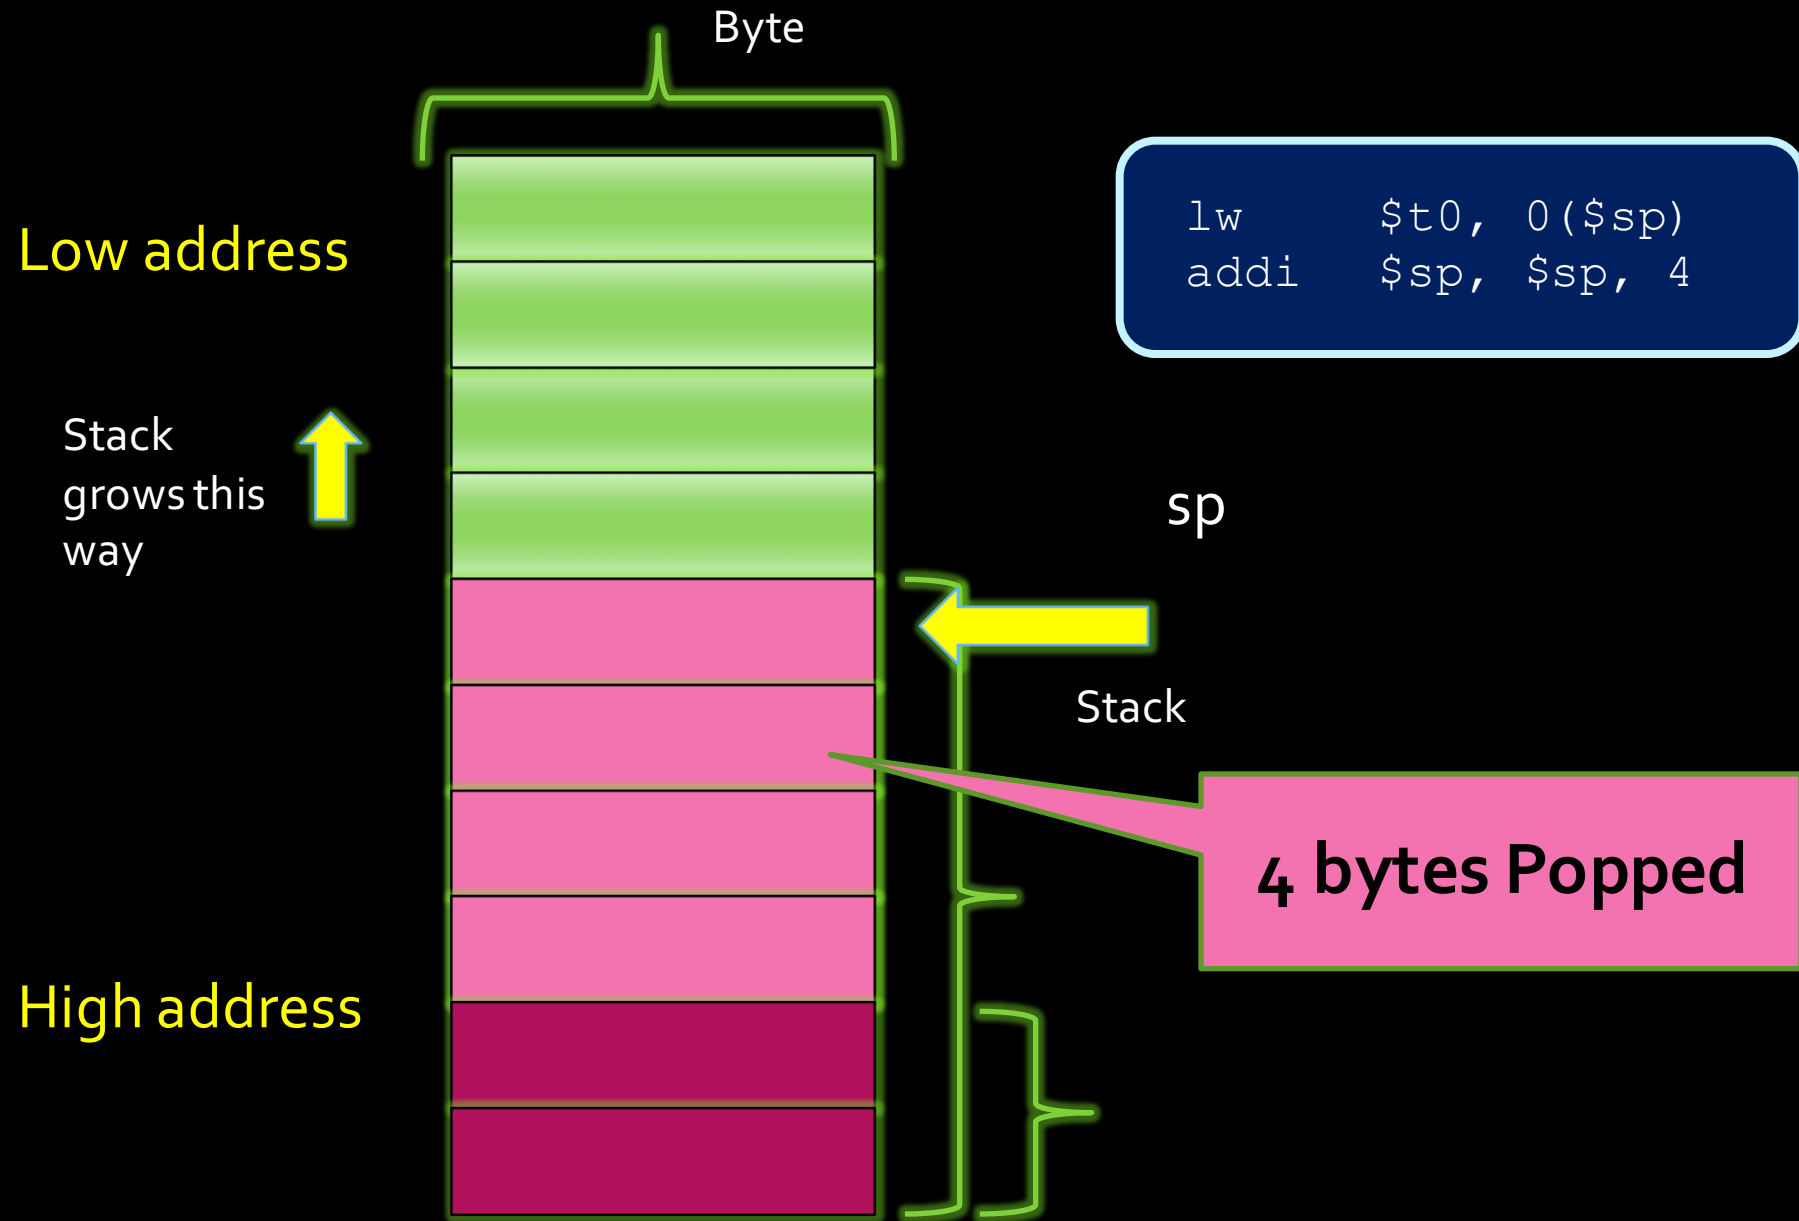 Byte
Low address
lw $t0, 0($sp)
addi $sp, $sp, 4
Stack
grows this
way
sp
Stack
4 bytes Popped
High address